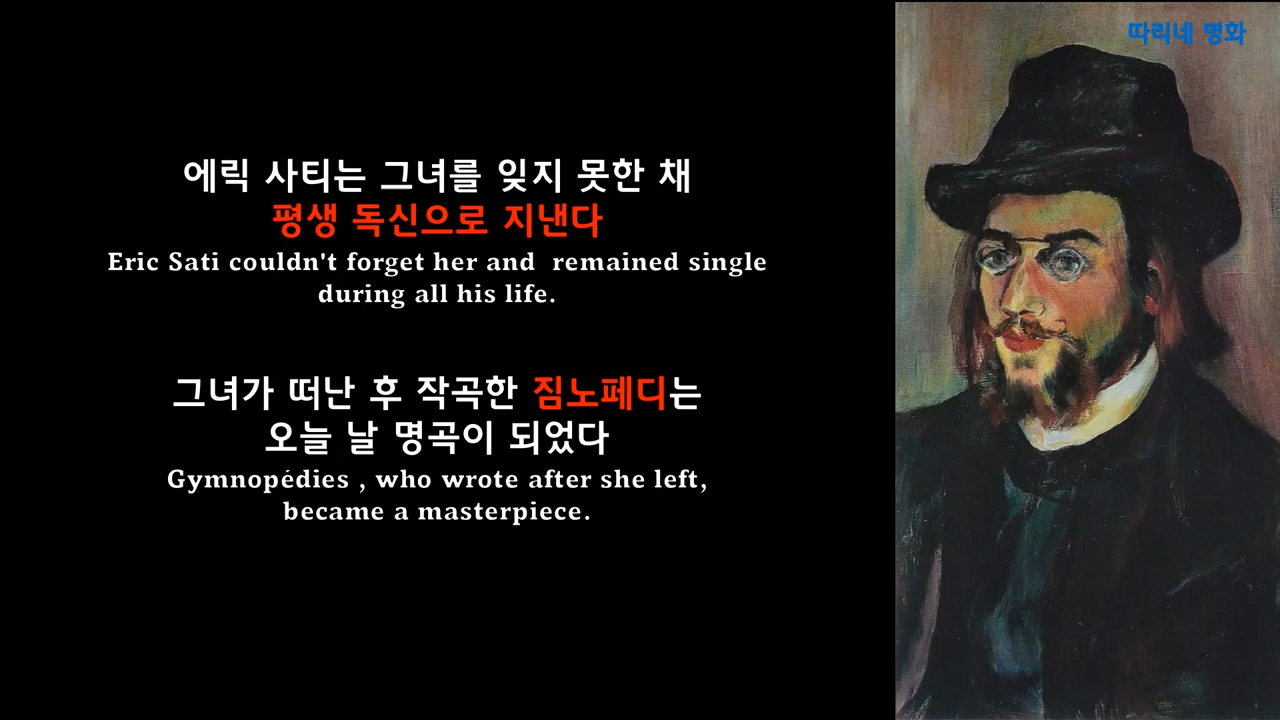 따리네 명화
에릭 사티는 그녀를 잊지 못한 채
평생 독신으로 지낸다
Eric Sati couldn't forget her and  remained single
during all his life.
그녀가 떠난 후 작곡한 짐노페디는
오늘 날 명곡이 되었다
Gymnopédies , who wrote after she left,
became a masterpiece.